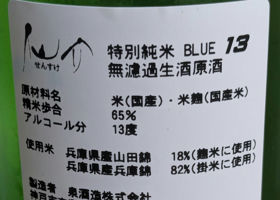 仙介
せんすけ
特別純米 BLUE 13
無濾過生酒原酒
原材料名 米(国産)・米麹(国産米)
精米歩合 65%
アルコール分 13度
使用米 兵庫県産山田錦 18%(麹米に使用)
兵庫県産兵庫錦 82%(掛米に使用)
製造者 泉酒造株式会社